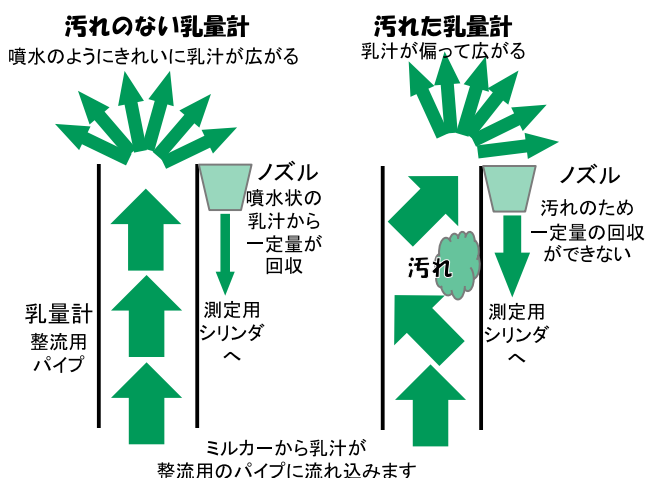 汚れのない乳量計
噴水のようにきれいに乳汁が広がる
ノズル
噴水状の
乳汁から
一定量が
回収
乳量計
整流用
パイプ
測定用
シリンダ
へ
汚れた乳量計
乳汁が偏って広がる
ノズル
汚れのため
一定量の回収
ができない
汚れ
測定用
シリンダ
へ
ミルカーから乳汁が
整流用のパイプに流れ込みます